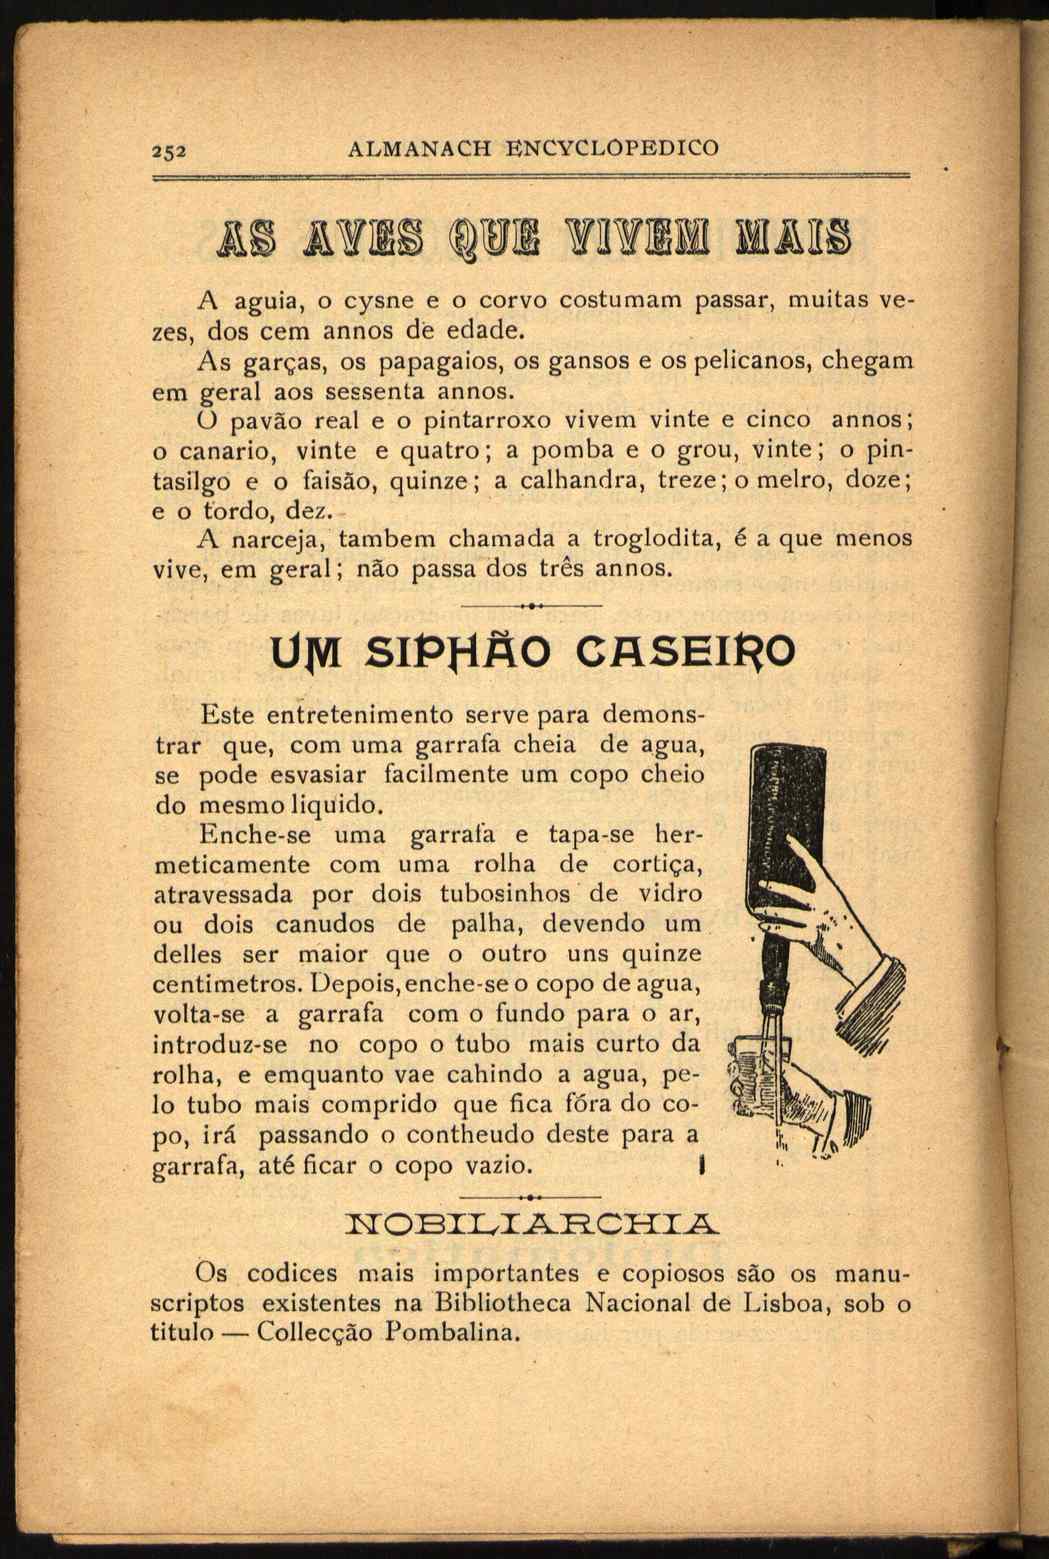 252 ALMANACH ENCYCLOPEDICO
AS AVES QUE VIVEM MAIS
A aguia, o cysne e o corvo costumam passar, muitas ve-
zes, dos cem annos de edade.
As garças, os papagaios, os gansos e os pelicanos, chegam
em geral aos sessenta annos.
O pavão real e o pintarroxo vivem vinte e cinco annos;
o canario, vinte e quatro; a pomba e o grou, vinte; o pin-
tasilgo e o faisão, quinze; a calhandra, treze; o melro, doze;
e o tordo, dez.
A narceja, tambem chamada a troglodita, é a que menos
vive, em geral; não passa dos três annos.
UM SIPHÃO CASEIRO
Este entretenimento serve para demons-
trar que, com uma garrafa cheia de agua,
se pode esvasiar facilmente um copo cheio
do mesmo liquido.
Enche-se uma garrafa e tapa-se her-
meticamente com uma rolha de cortiça,
atravessada por dois tubosinhos de vidro
ou dois canudos de palha, devendo um
delles ser maior que o outro uns quinze
centimetros. Depois, enche-se o copo de agua,
volta-se a garrafa com o fundo para o ar,
introduz-se no copo o tubo mais curto da
rolha, e emquanto vae cahindo a agua, pe-
lo tubo mais comprido que fica fóra do co-
po, irá passando o contheudo deste para a
garrafa, até ficar o copo vazio.
NOBILIARCHIA
Os codices mais importantes e copiosos são os manu-
scriptos existentes na Bibliotheca Nacional de Lisboa, sob o
titulo — Collecção Pombalina.